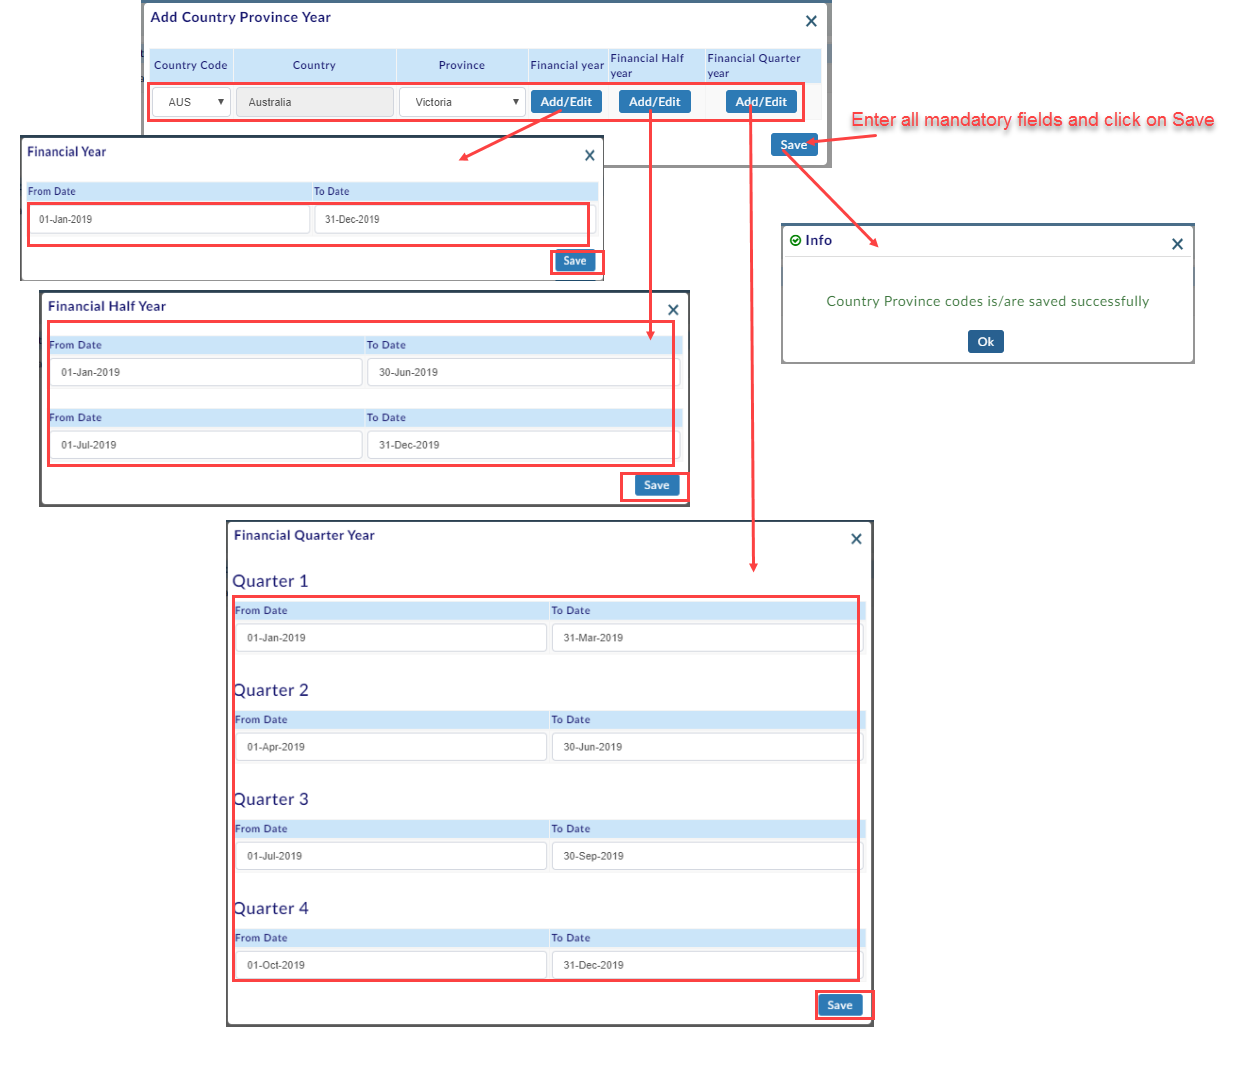 Add Country Province Year
Country Code Country Province Financial year Financial Half year Financial Quarter year
AUS Australia Victoria Add/Edit Add/Edit Add/Edit
Enter all mandatory fields and click on Save
Save
Financial Year
From Date To Date
01-Jan-2019 31-Dec-2019
Save
Info
Country Province codes is/are saved successfully
Ok
Financial Half Year
From Date To Date
01-Jan-2019 30-Jun-2019
From Date To Date
01-Jul-2019 31-Dec-2019
Save
Financial Quarter Year
Quarter 1
From Date To Date
01-Jan-2019 31-Mar-2019
Quarter 2
From Date To Date
01-Apr-2019 30-Jun-2019
Quarter 3
From Date To Date
01-Jul-2019 30-Sep-2019
Quarter 4
From Date To Date
01-Oct-2019 31-Dec-2019
Save